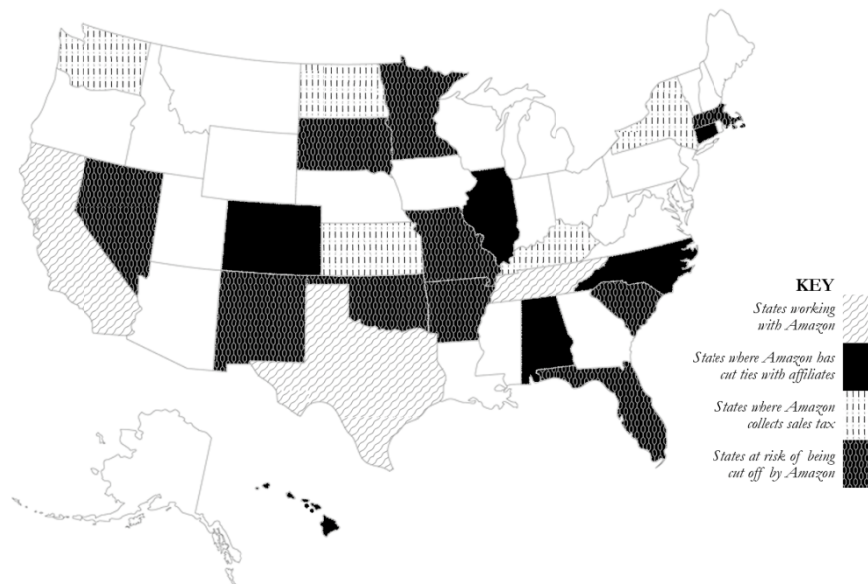 KEY
States working
with Amazon
States where Amazon has
cut ties with affiliates
States where Amazon
collects sales tax
States at risk of being
cut off by Amazon